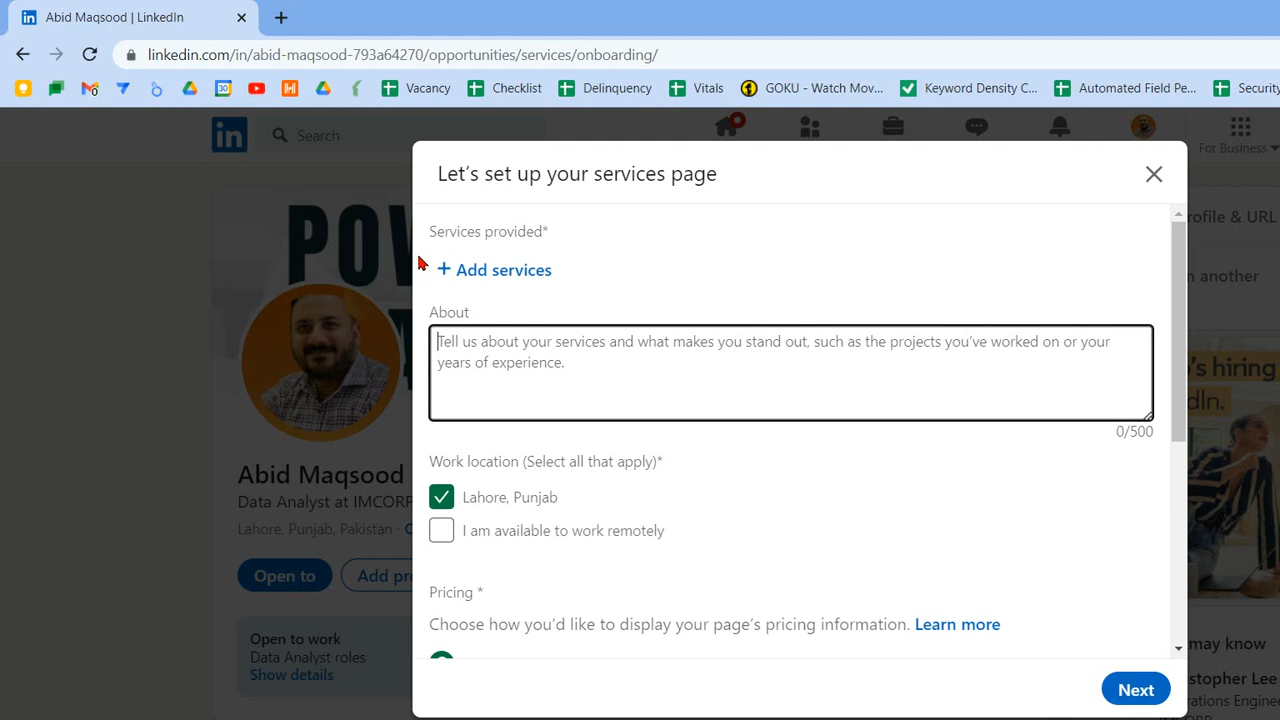 Abid Maqsood | LinkedIn
linkedin.com/in/abid-maqsood-793a64270/opportunities/services/onboarding/
Vacancy Checklist Delinquency Vitals GOKU - Watch Mov... Keyword Density C... Automated Field Pe... Security
in Search
For Business
Let's set up your services page
Services provided*
+ Add services
About
Tell us about your services and what makes you stand out, such as the projects you've worked on or your
years of experience.
0/500
Work location (Select all that apply)*
Lahore, Punjab
I am available to work remotely
Pricing *
Choose how you'd like to display your page's pricing information. Learn more
Next
POW
Abid Maqsood
Data Analyst at IMCORP
Lahore, Punjab, Pakistan ·
Open to
Add pr
Open to work
Data Analyst roles
Show details
rofile & URL
n another
o's hiring
dIn.
may know
stopher Lee
rations Engineer